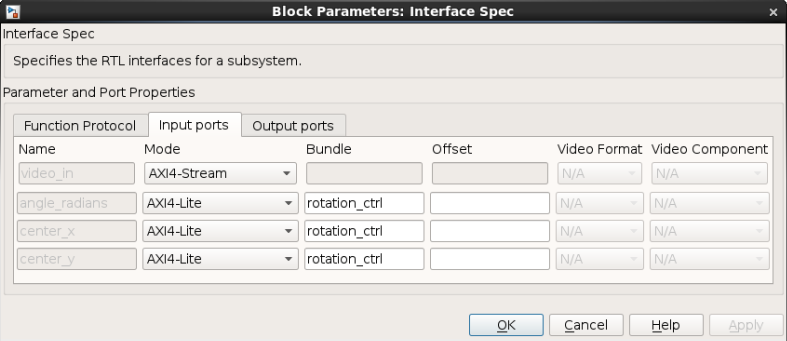 Block Parameters: Interface Spec
Interface Spec
Specifies the RTL interfaces for a subsystem.
Parameter and Port Properties
Function Protocol Input ports Output ports
Name Mode Bundle Offset Video Format Video Component
video_in AXI4-Stream N/A N/A
angle_radians AXI4-Lite rotation_ctrl N/A N/A
center_x AXI4-Lite rotation_ctrl N/A N/A
center_y AXI4-Lite rotation_ctrl N/A N/A
OK Cancel Help Apply